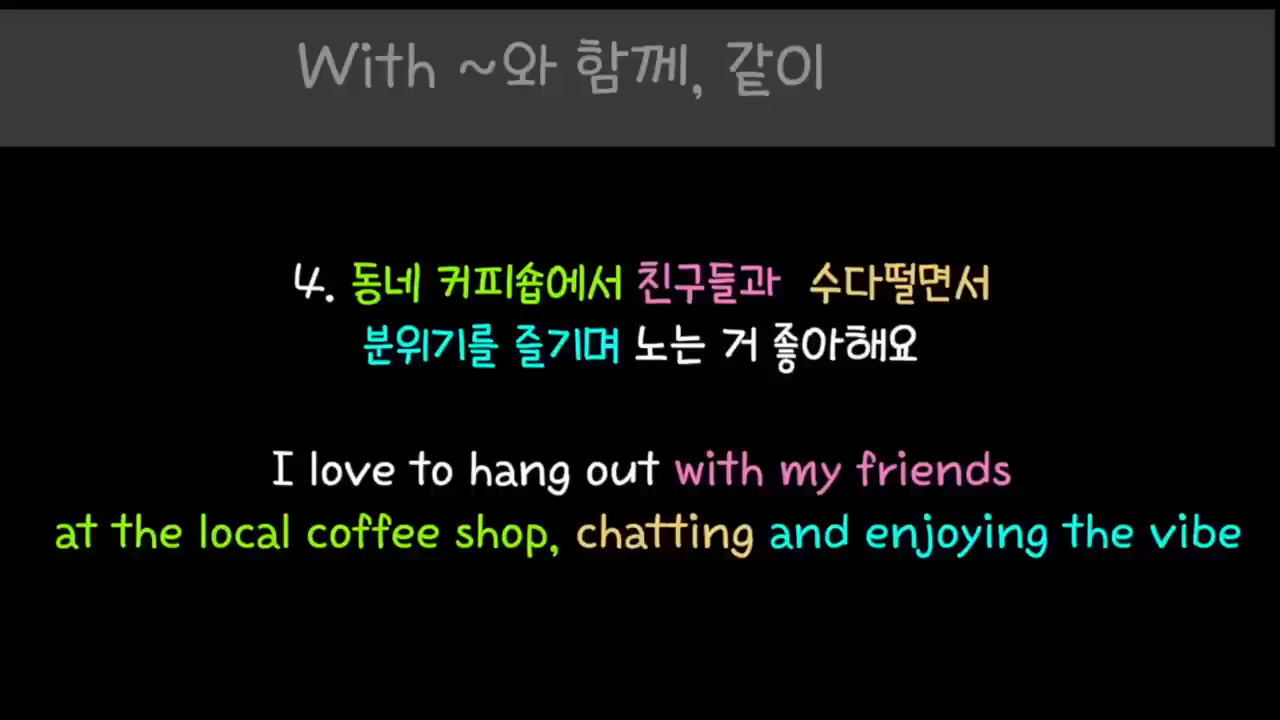 With ~와 함께, 같이
4. 동네 커피숍에서 친구들과 수다떨면서
분위기를 즐기며 노는 거 좋아해요
I love to hang out with my friends
at the local coffee shop, chatting and enjoying the vibe